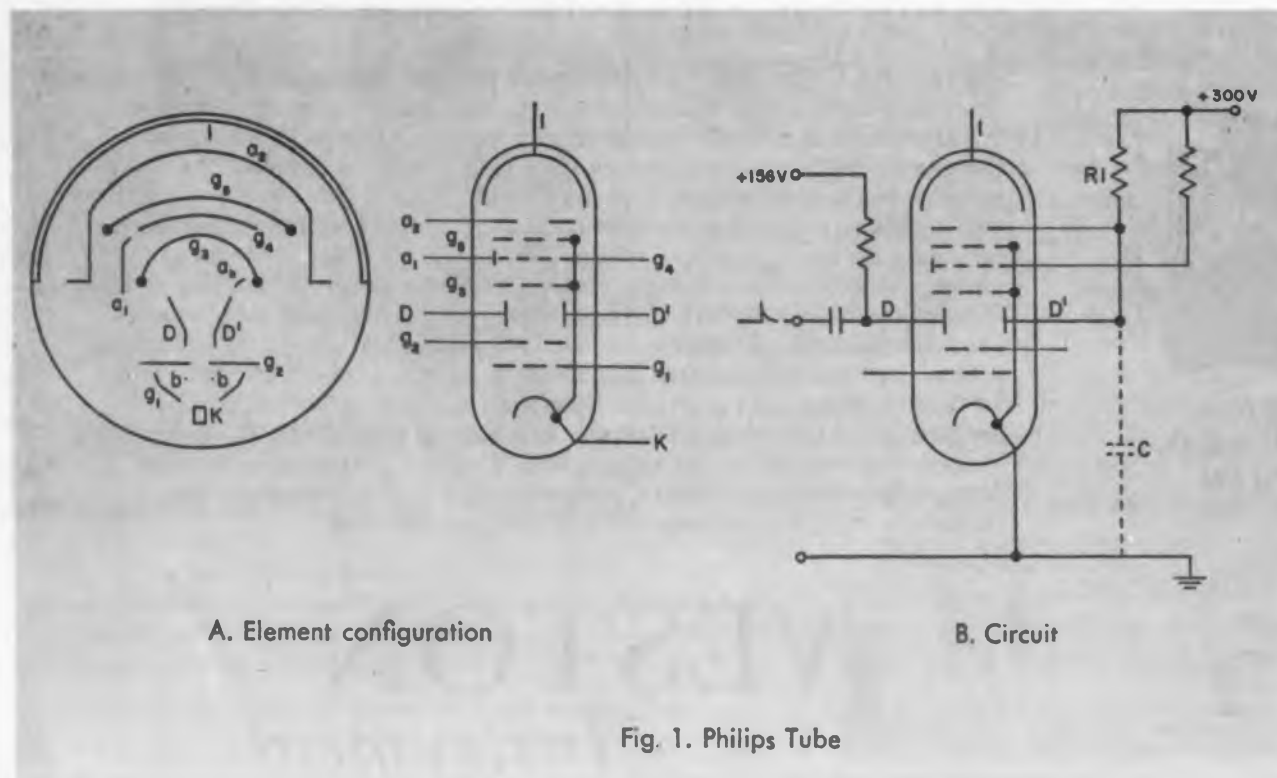 l
a₂
g₅
g₄
g₃
aₕ
a₁
D D'
g₂
b b
g₁
K
l
a₂
g₅
a₁ g₄
g₃
D D'
g₂
g₁
K
l
+300V
+156V
R1
D D'
C
A. Element configuration
B. Circuit
Fig. 1. Philips Tube